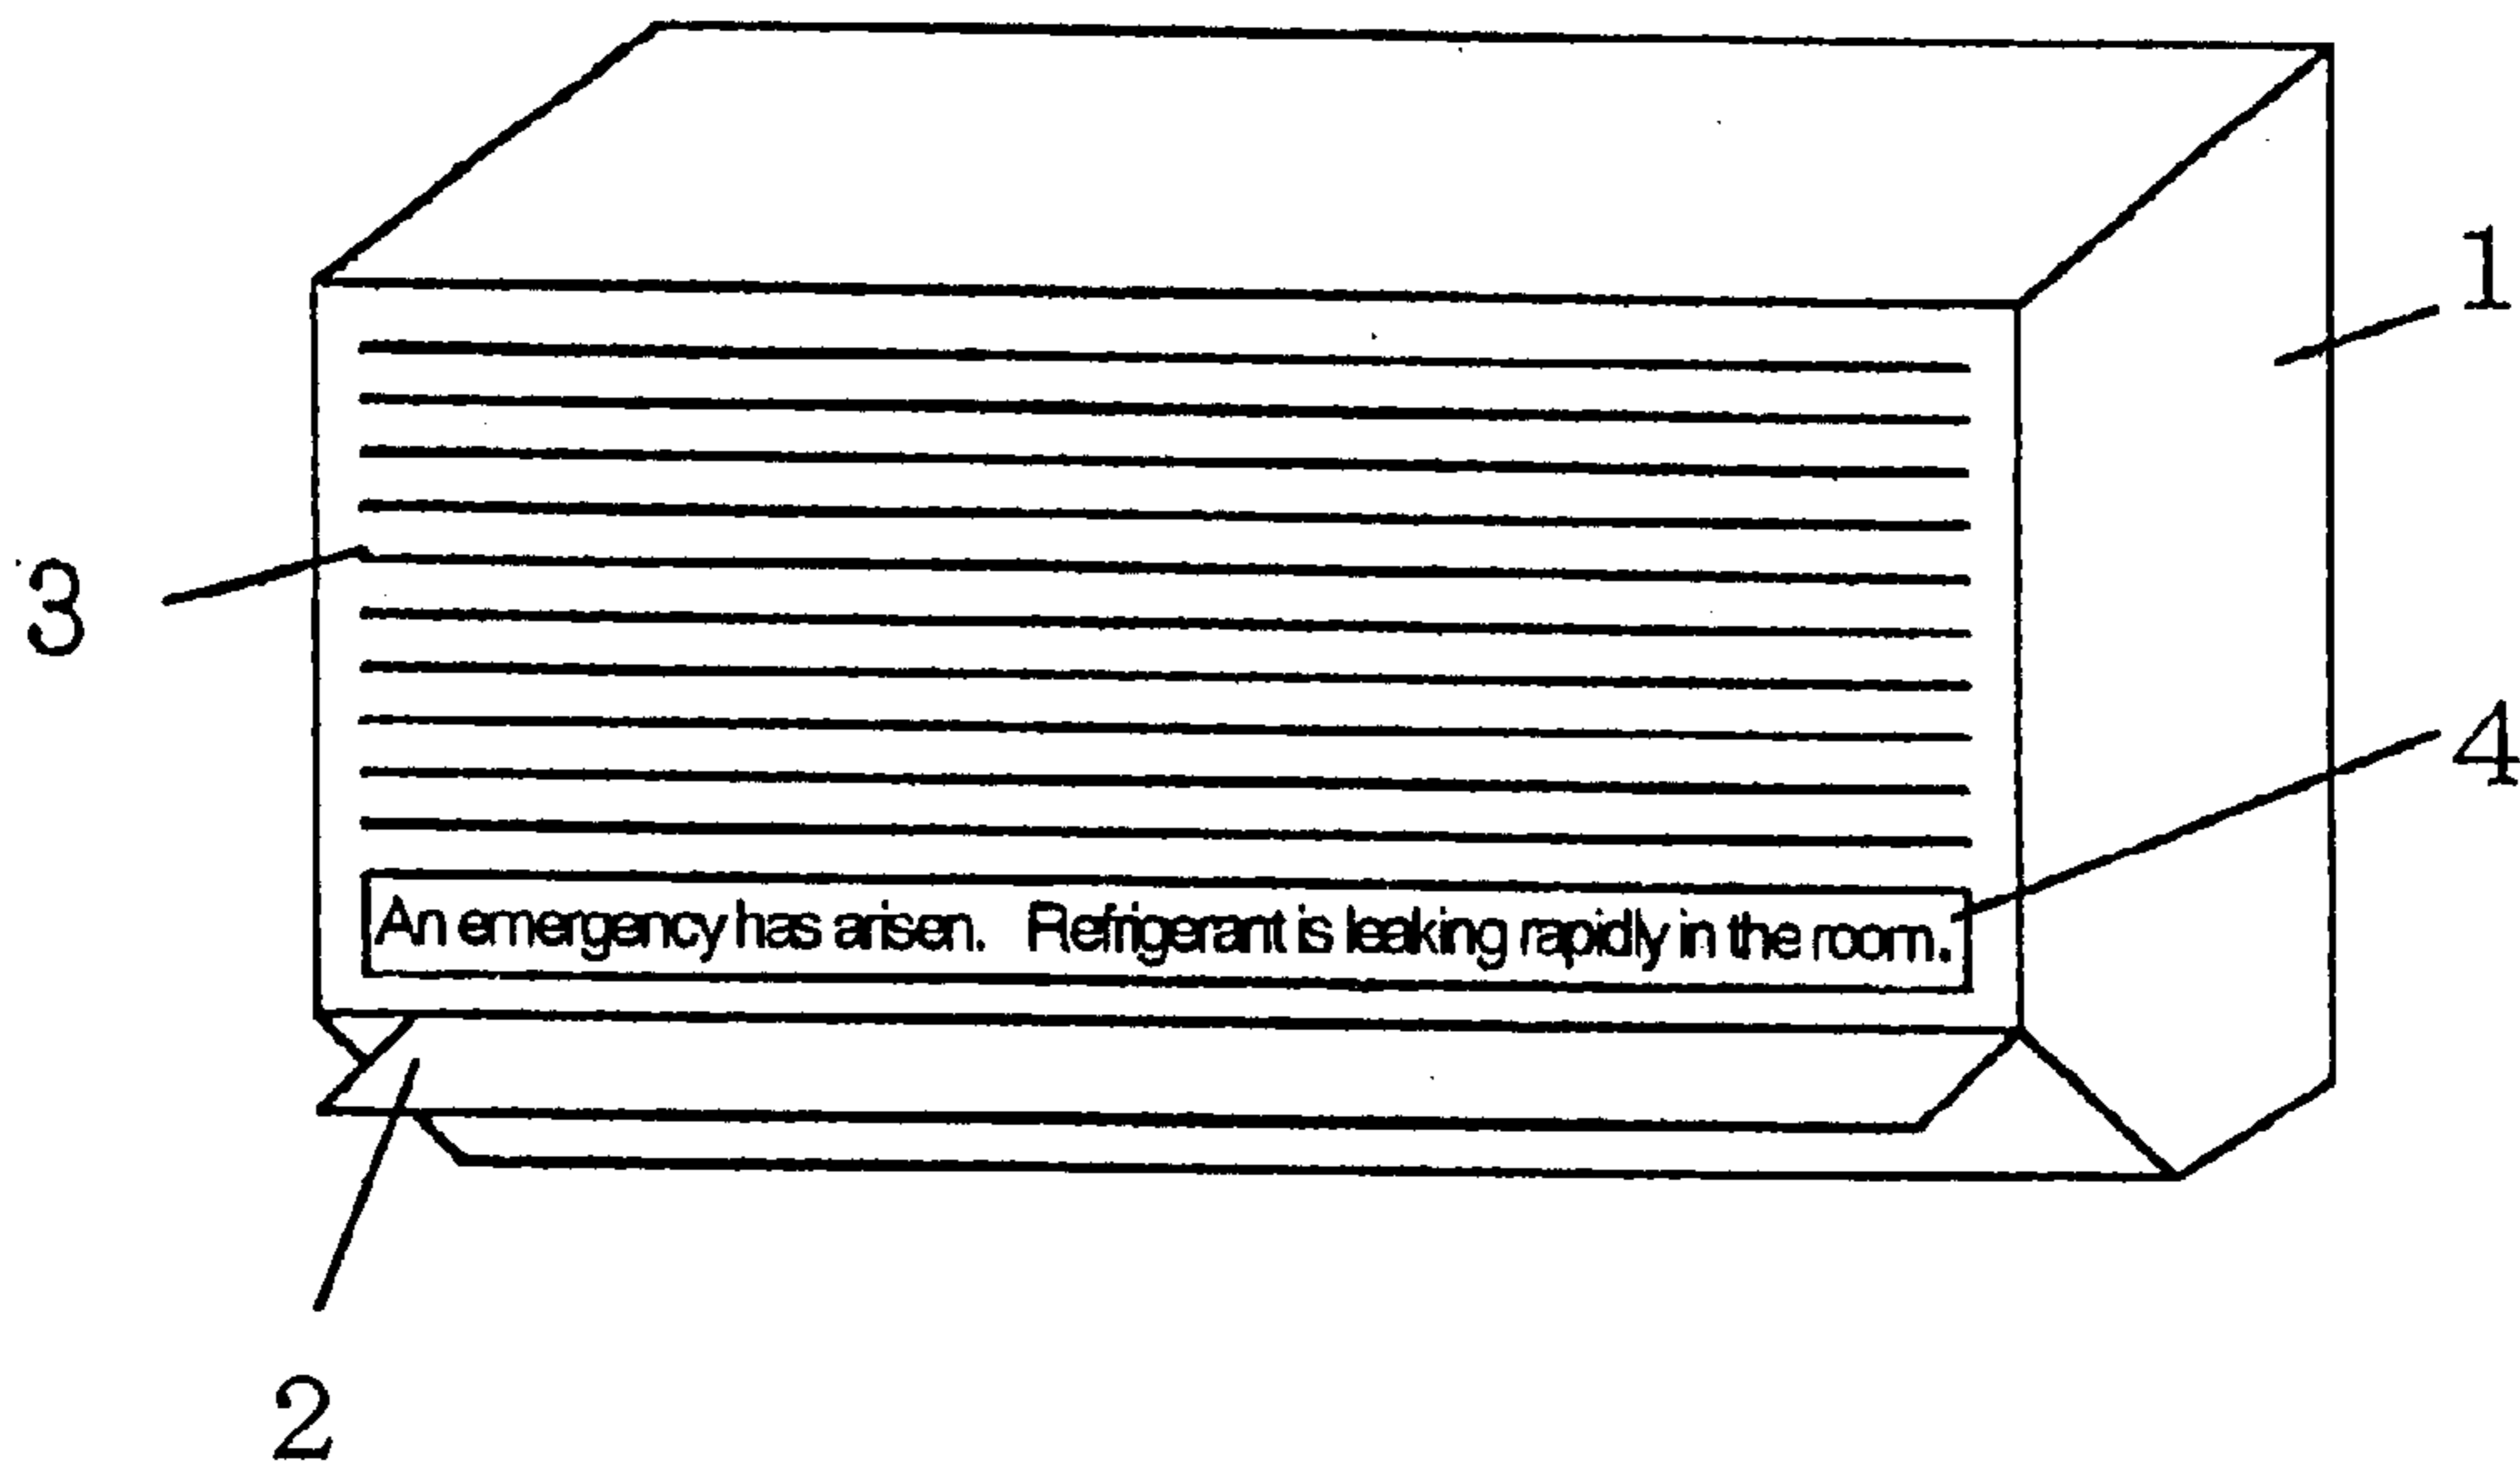 1
3
4
An emergency has arisen. Refrigerant is leaking rapidly in the room.
2